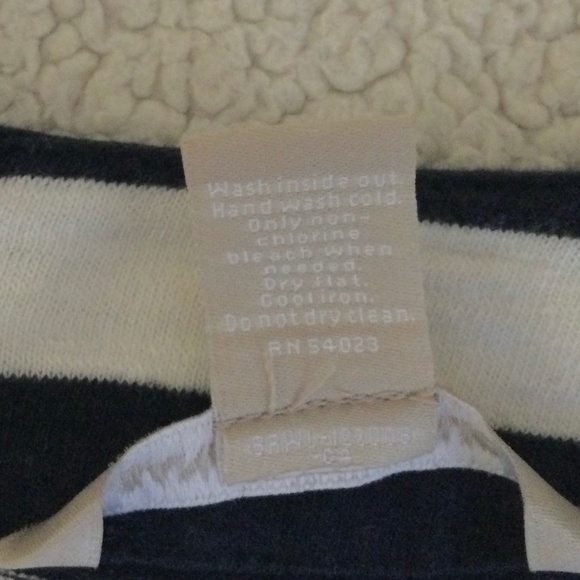 Wash inside out.
Hand wash cold.
Only non-
chlorine
bleach when
needed.
Dry flat.
Cool iron.
Do not dry clean.
RN 54023